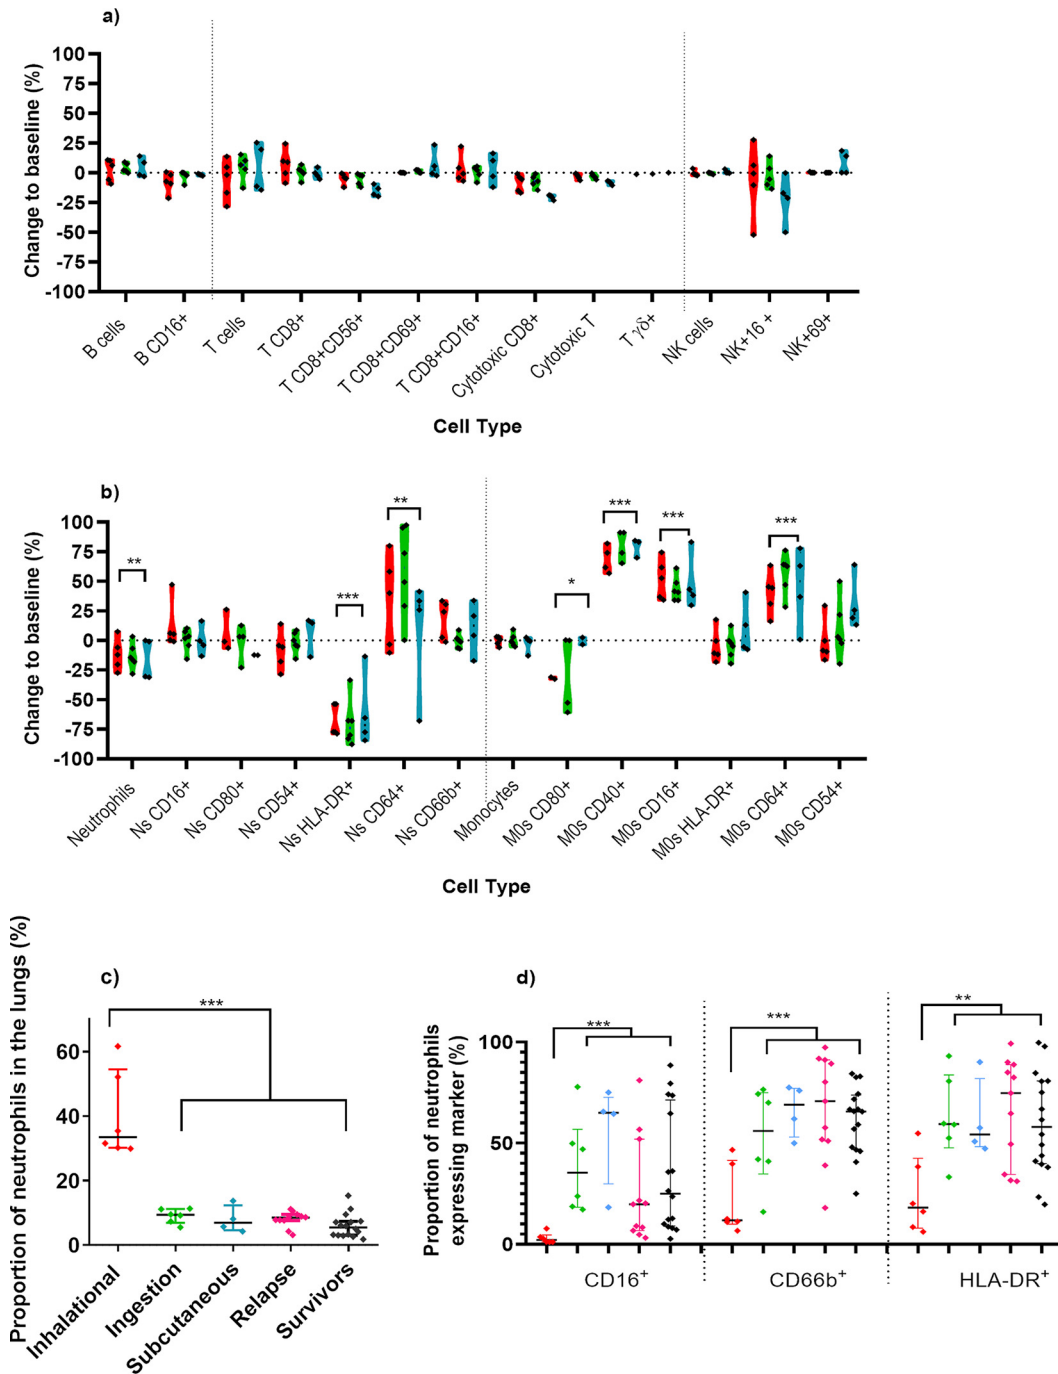 a)
Change to baseline (%)
100
75
50
25
0
-25
-50
-75
-100
B cells
B CD16+
T cells
T CD8+
T CD8+CD56+
T CD8+CD69+
T CD8+CD16+
Cytotoxic CD8+
Cytotoxic T
T γδ+
NK cells
NK+16 +
NK+69+
Cell Type
b)
Change to baseline (%)
100
75
50
25
0
-25
-50
-75
-100
**
***
**
*
***
***
***
Neutrophils
Ns CD16+
Ns CD80+
Ns CD54+
Ns HLA-DR+
Ns CD64+
Ns CD66b+
Monocytes
M0s CD80+
M0s CD40+
M0s CD16+
M0s HLA-DR+
M0s CD64+
M0s CD54+
Cell Type
c)
Proportion of neutrophils in the lungs (%)
60
40
20
0
***
Inhalational
Ingestion
Subcutaneous
Relapse
Survivors
d)
Proportion of neutrophils
expressing marker (%)
100
50
0
***
***
**
CD16+
CD66b+
HLA-DR+